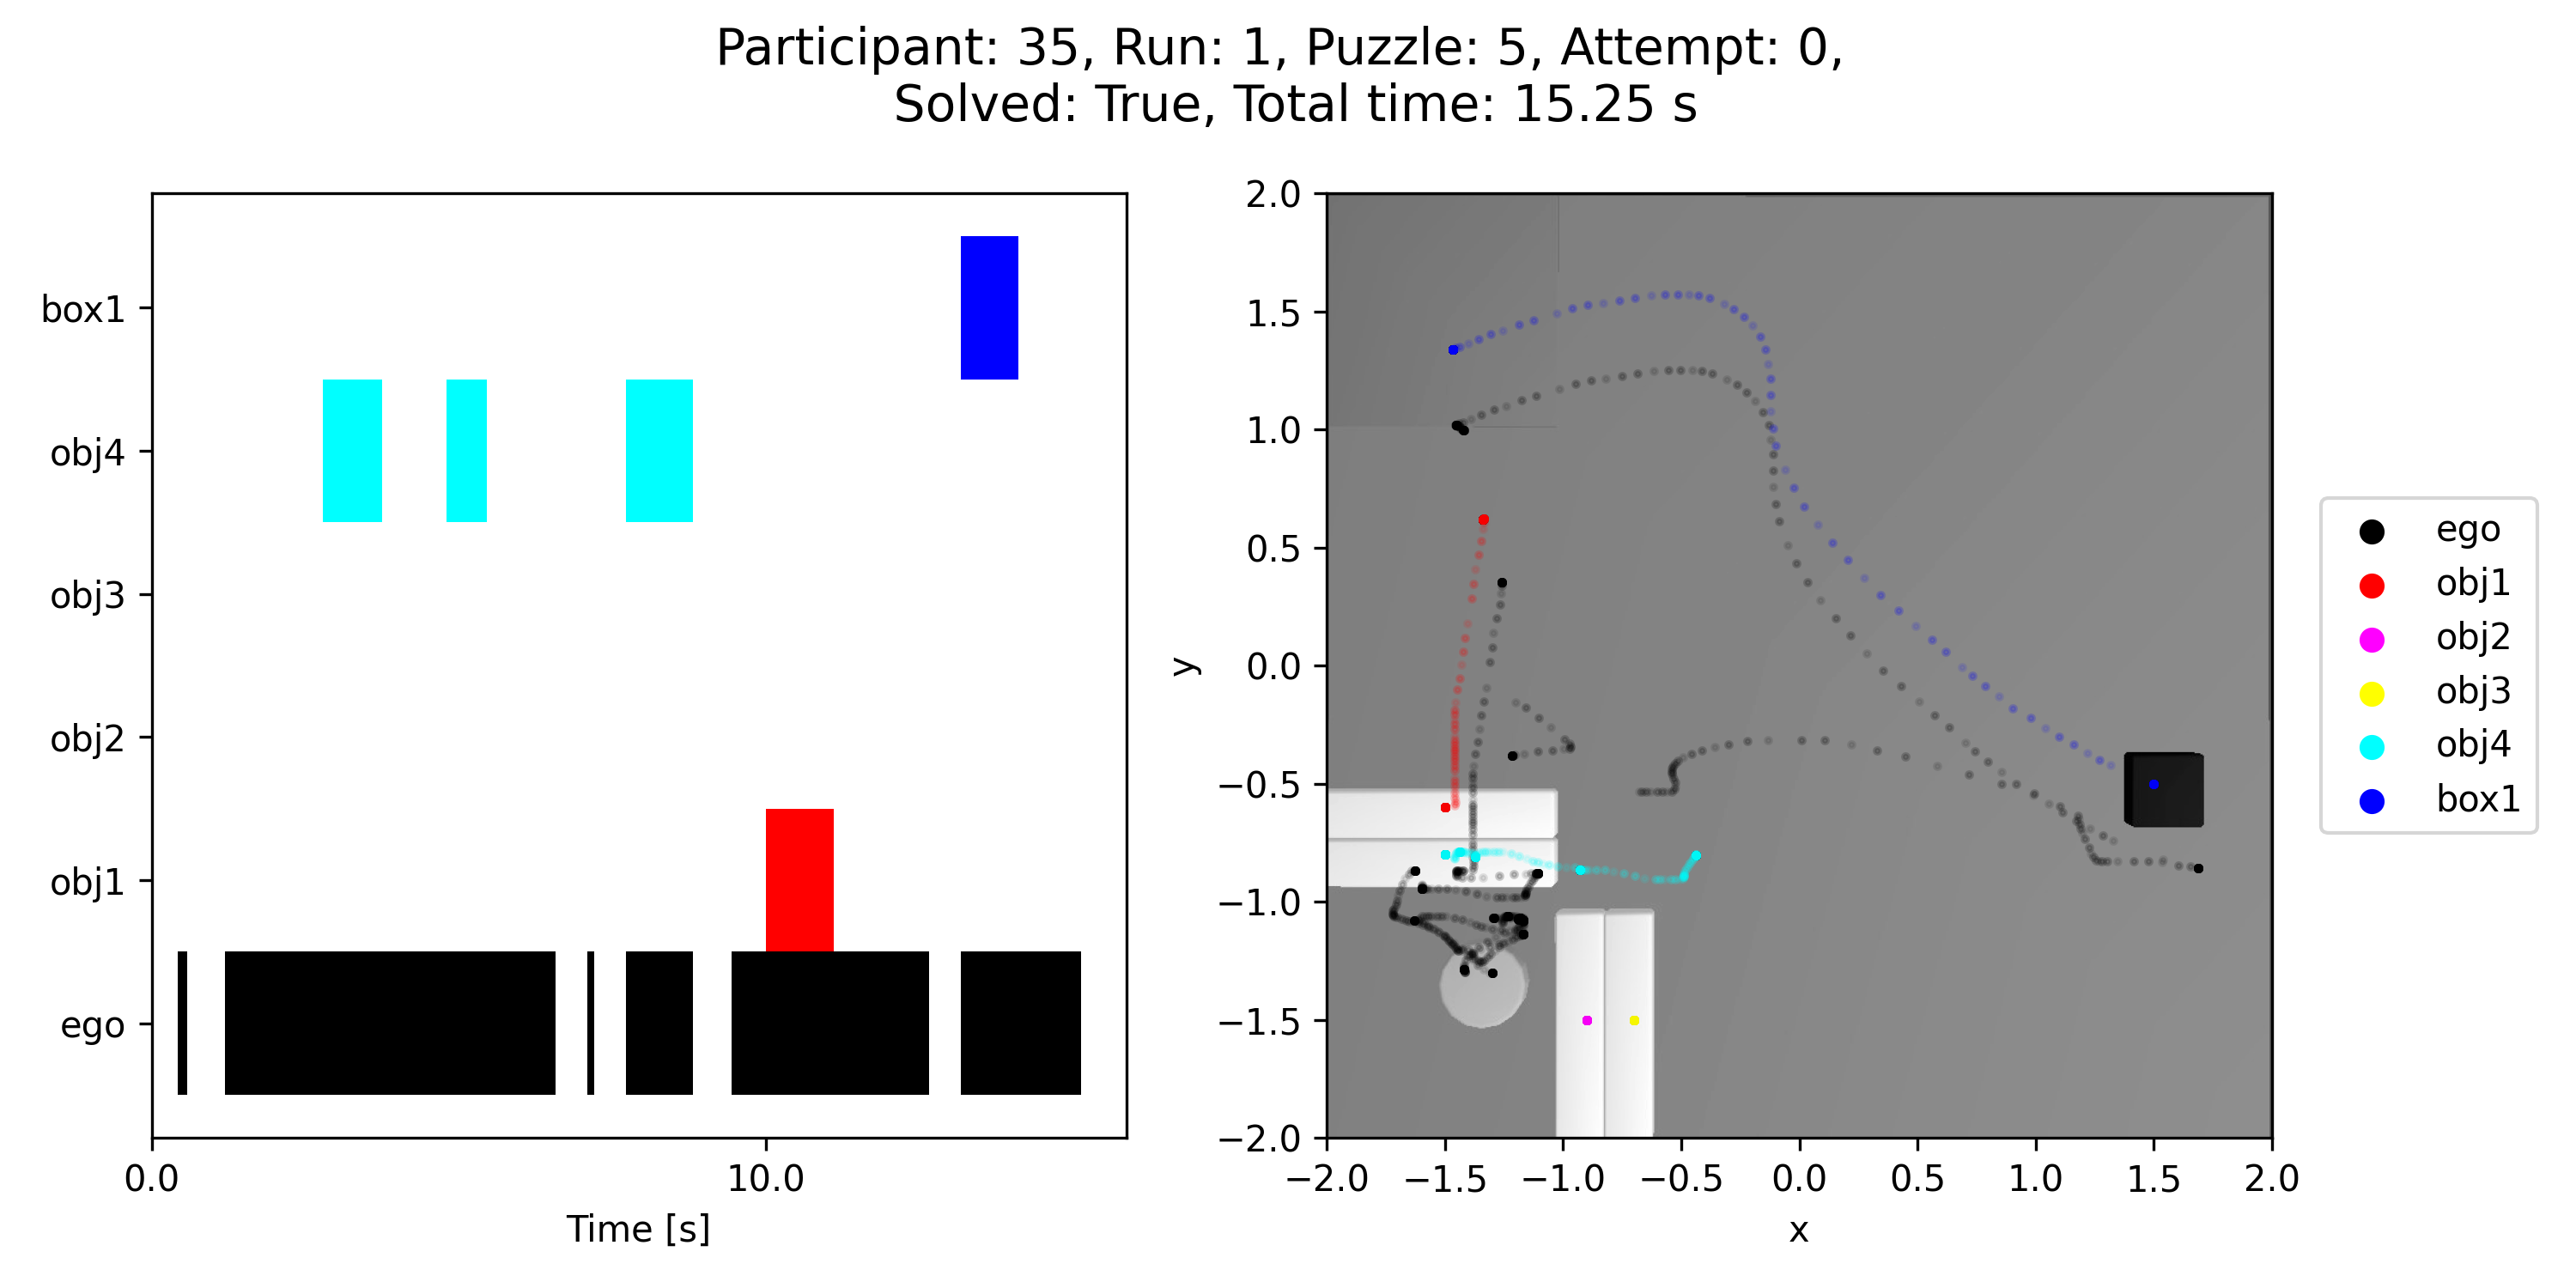 Participant: 35, Run: 1, Puzzle: 5, Attempt: 0,
Solved: True, Total time: 15.25 s
box1
obj4
obj3
obj2
obj1
ego
0.0 10.0
Time [s]
2.0
1.5
1.0
0.5
0.0
−0.5
−1.0
−1.5
−2.0
y
−2.0 −1.5 −1.0 −0.5 0.0 0.5 1.0 1.5 2.0
x
ego
obj1
obj2
obj3
obj4
box1